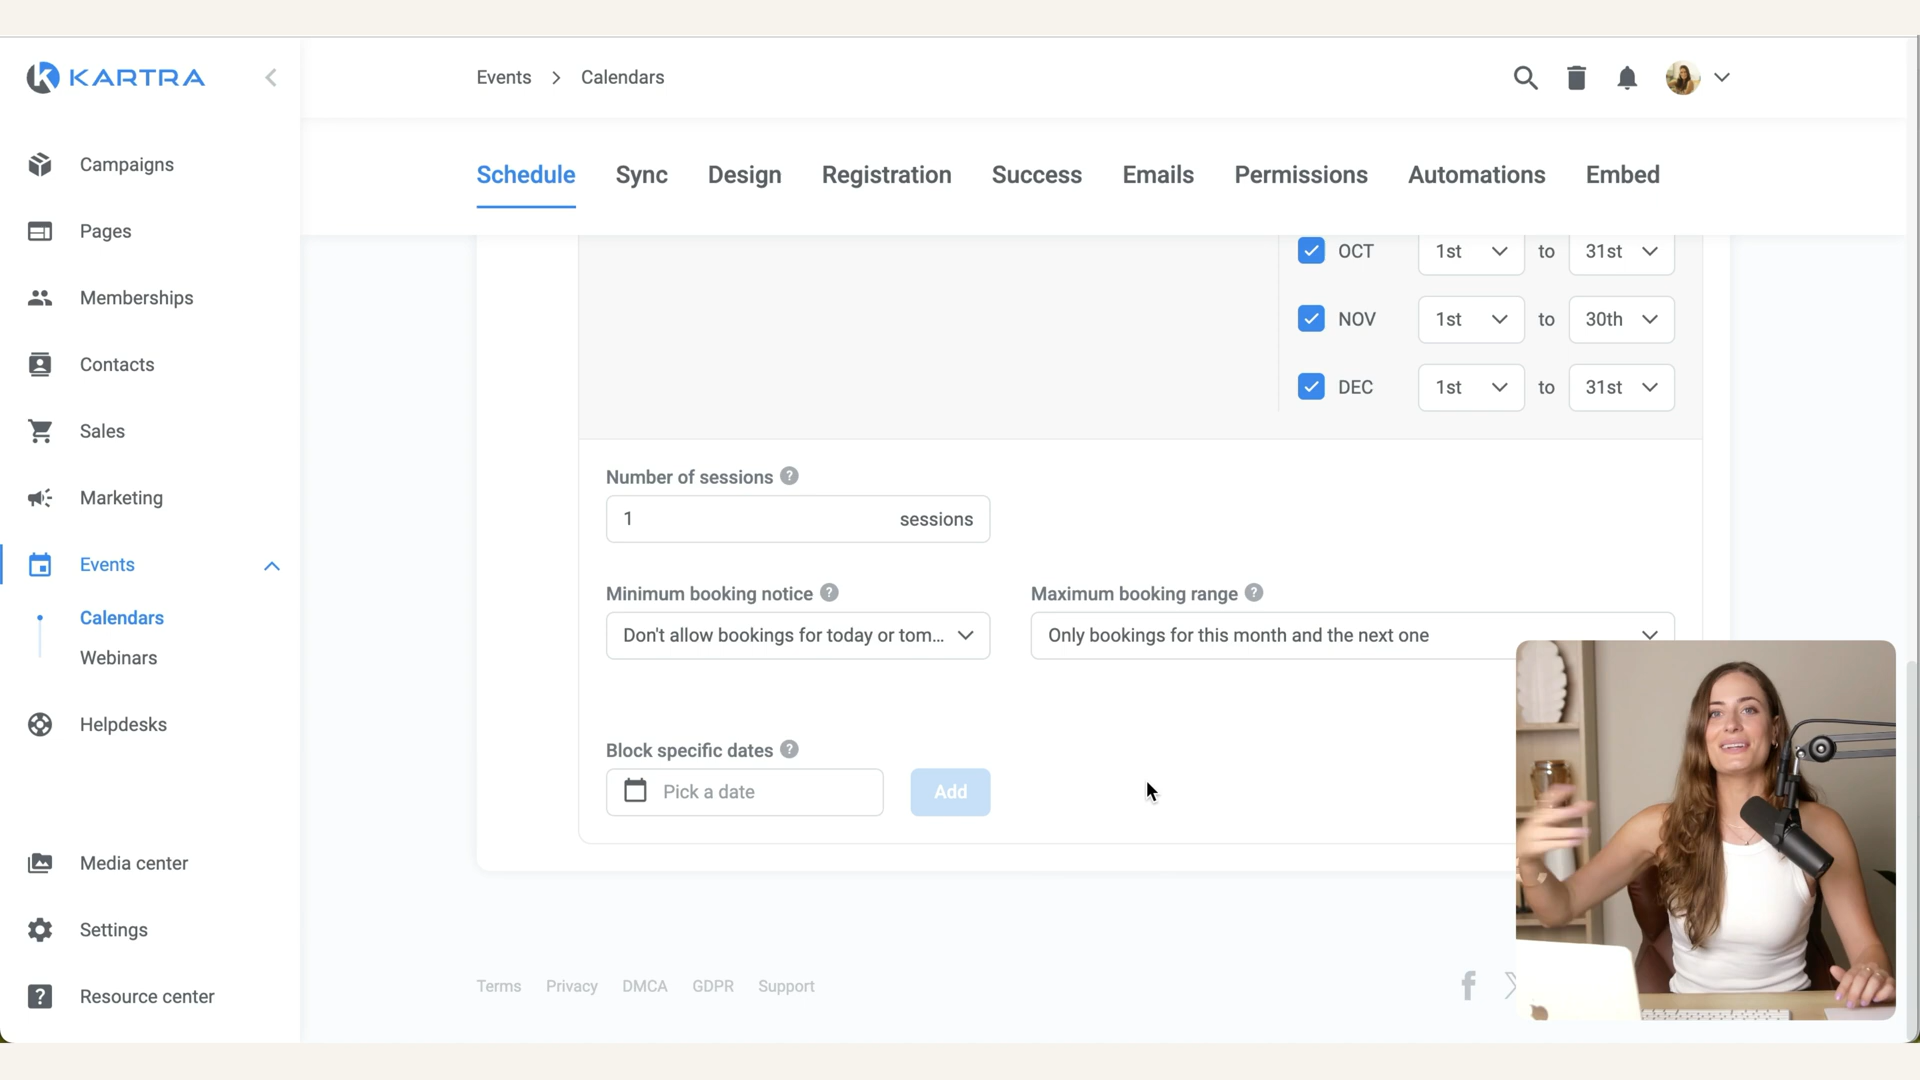 KARTRA
Events > Calendars
Campaigns
Pages
Memberships
Contacts
Sales
Marketing
Events
Calendars
Webinars
Helpdesks
Media center
Settings
Resource center
Schedule Sync Design Registration Success Emails Permissions Automations Embed
OCT 1st to 31st
NOV 1st to 30th
DEC 1st to 31st
Number of sessions ?
1 sessions
Minimum booking notice ? Maximum booking range ?
Don't allow bookings for today or tom... Only bookings for this month and the next one
Block specific dates ?
Pick a date Add
Terms Privacy DMCA GDPR Support